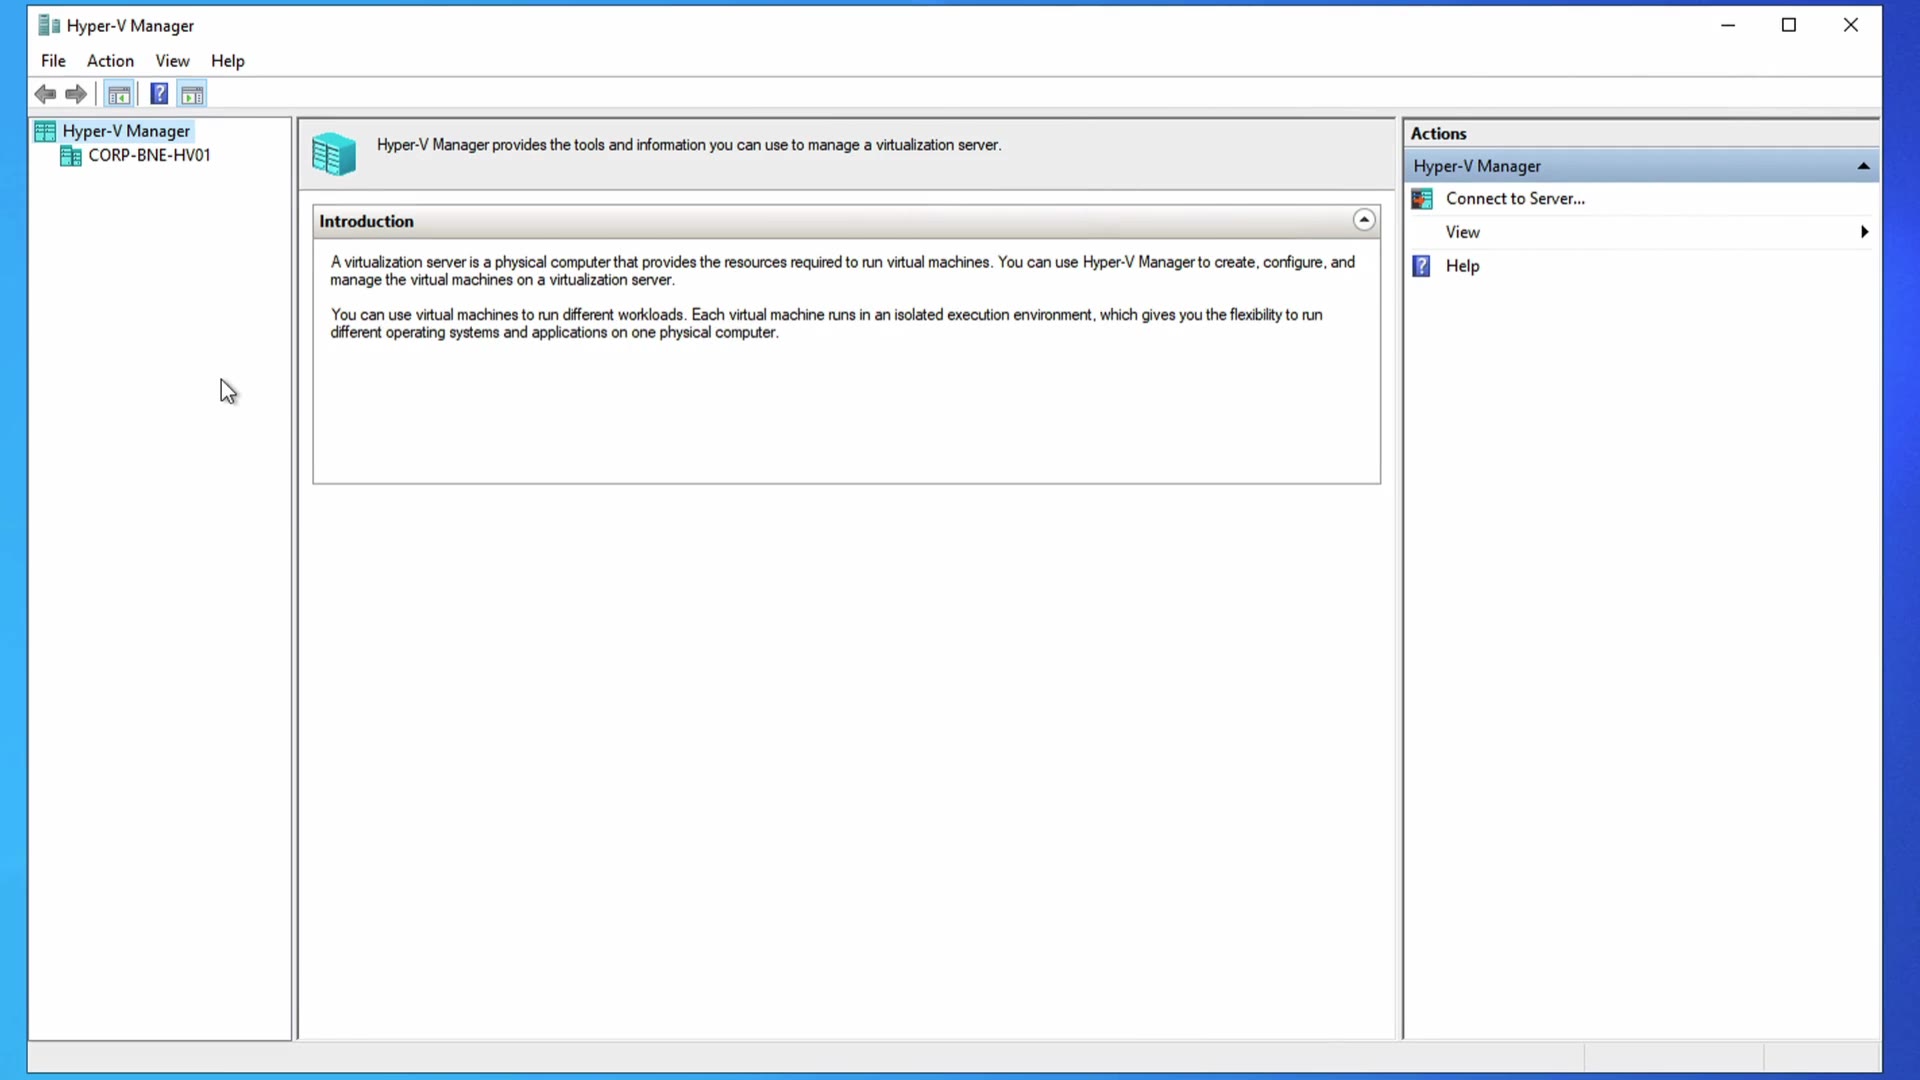 Hyper-V Manager
File Action View Help
Hyper-V Manager
CORP-BNE-HV01
Hyper-V Manager provides the tools and information you can use to manage a virtualization server.
Introduction
A virtualization server is a physical computer that provides the resources required to run virtual machines. You can use Hyper-V Manager to create, configure, and
manage the virtual machines on a virtualization server.
You can use virtual machines to run different workloads. Each virtual machine runs in an isolated execution environment, which gives you the flexibility to run
different operating systems and applications on one physical computer.
Actions
Hyper-V Manager
Connect to Server...
View
Help